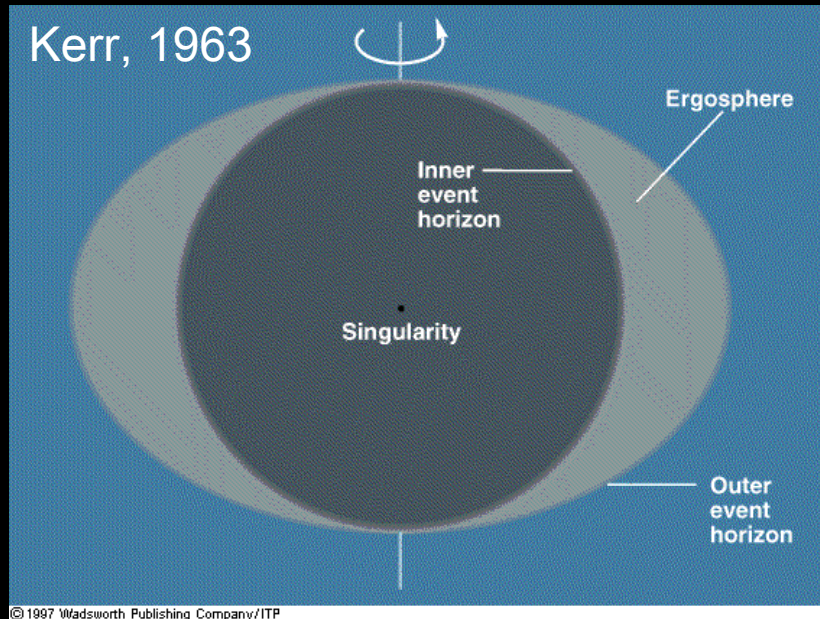 Kerr, 1963
Ergosphere
Inner
event
horizon
Singularity
Outer
event
horizon
© 1997 Wadsworth Publishing Company/ITP